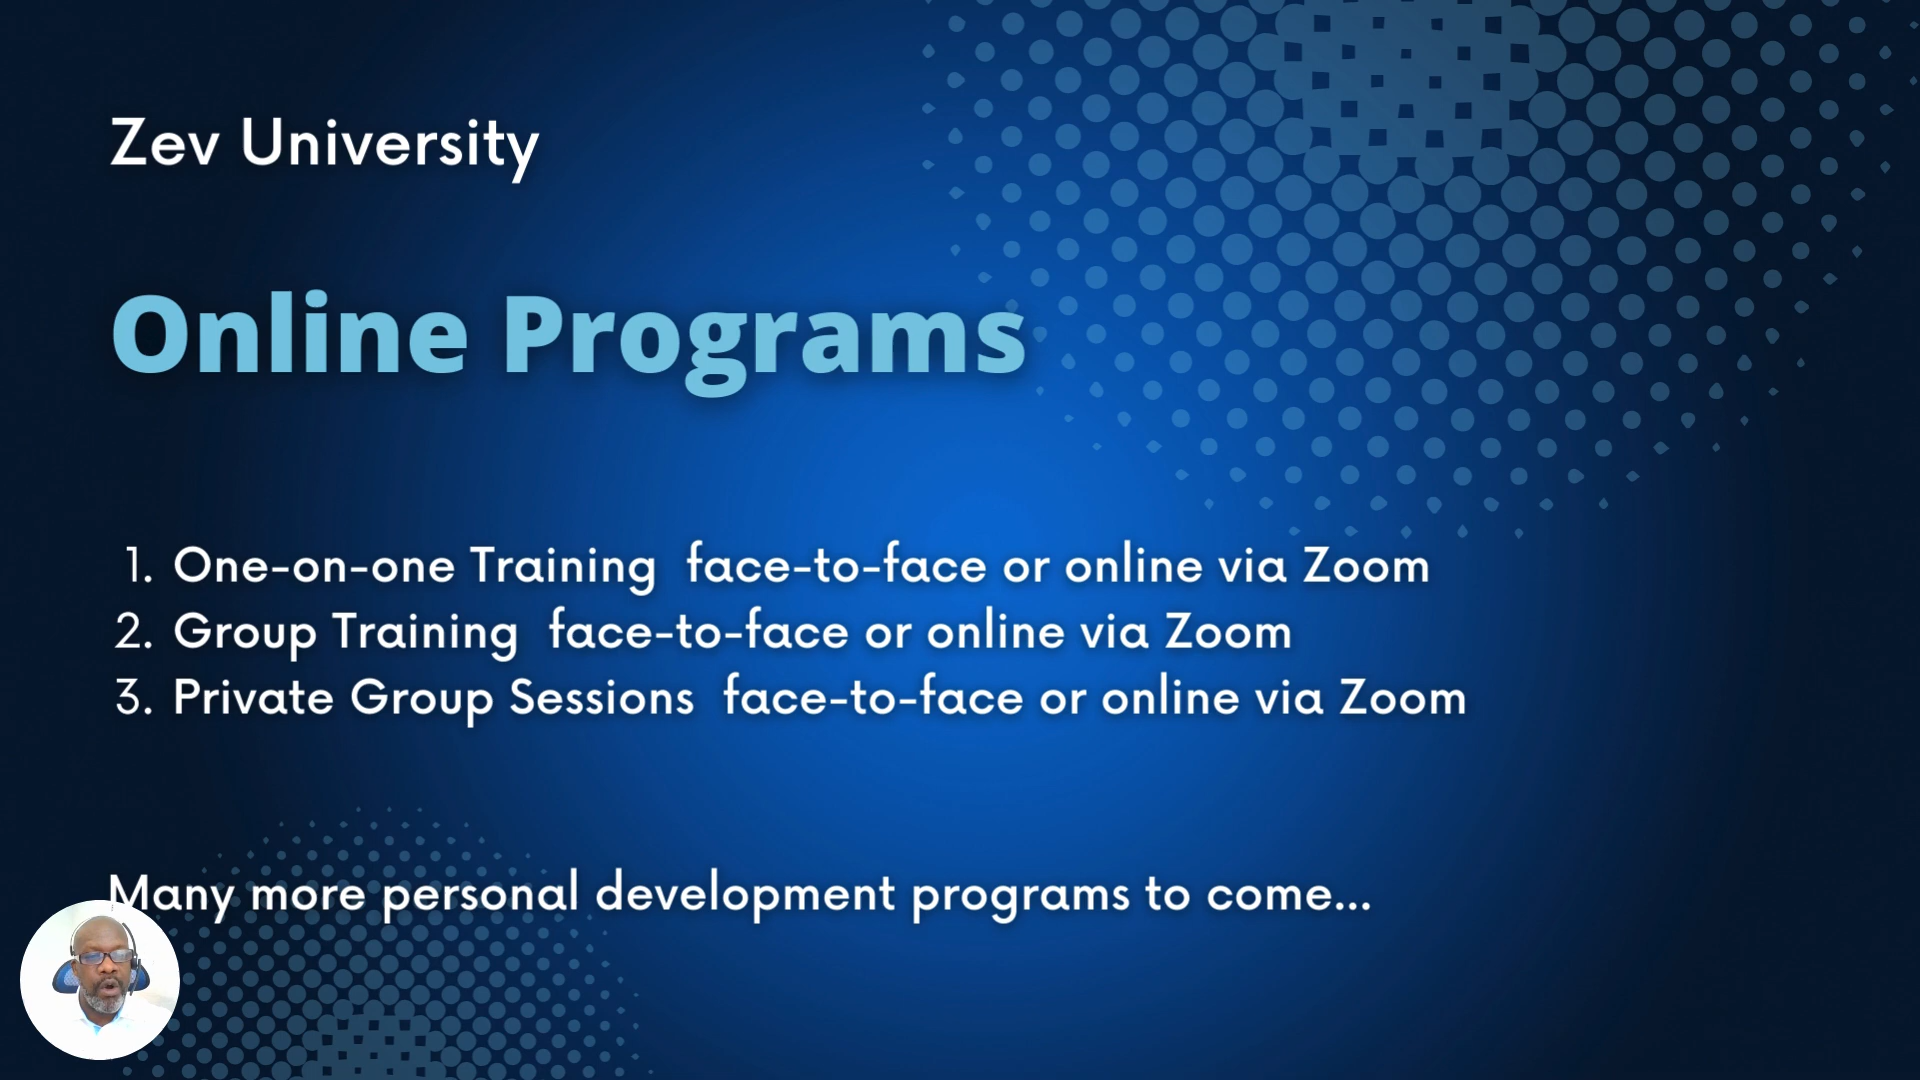 Zev University
Online Programs
1. One-on-one Training  face-to-face or online via Zoom
2. Group Training  face-to-face or online via Zoom
3. Private Group Sessions  face-to-face or online via Zoom
Many more personal development programs to come...